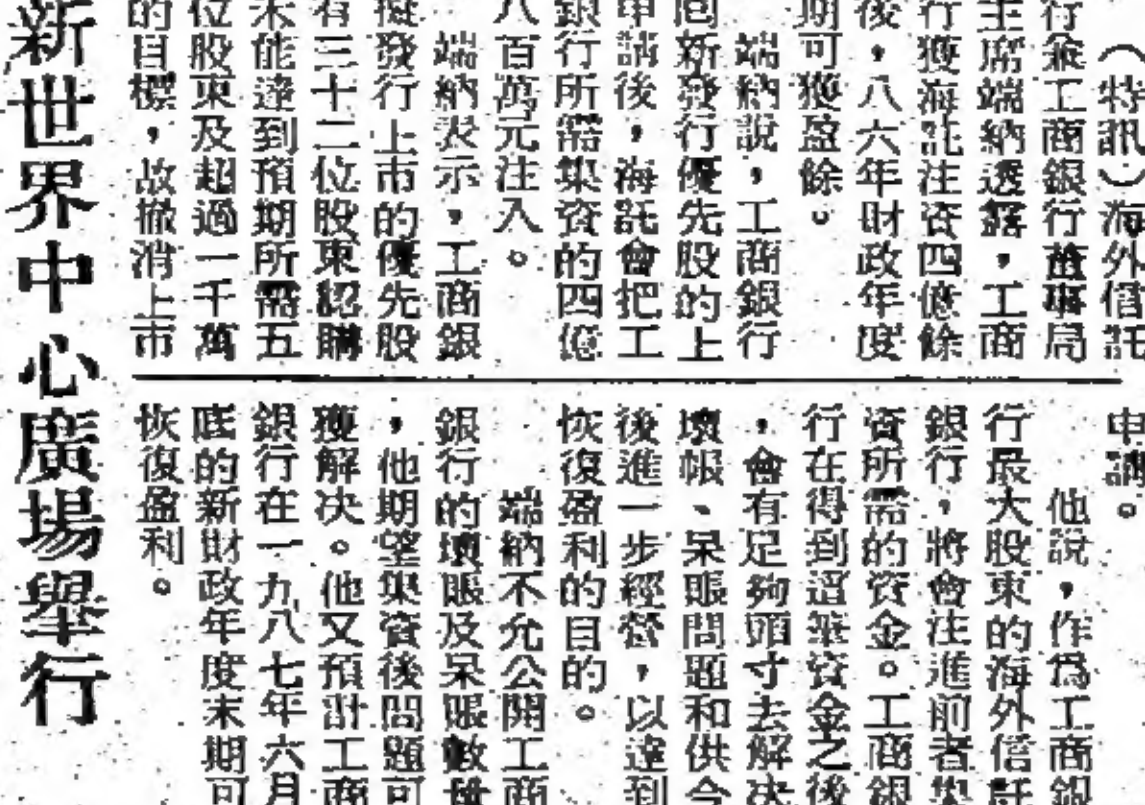 （特訊）海外信託
行兼工商銀行董事局
主席端納透露，工商
行獲海託注資四億餘
後，八六年財政年度
期可獲盈餘。
端納說，工商銀行
新發行優先股的上
申請後，海託會把工
銀行所需集資的四億
八百萬元注入。
端納表示，工商銀
擬發行上市的優先股
有三十二位股東認購
未能達到預期所需五
位股東及超過一千萬
的目標，故撤消上市
申請。
他說，作為工商銀
行最大股東的海外信託
銀行，將會注進前者集
資所需的資金。工商銀
行在得到這筆資金之後
，會有足夠頭寸去解決
壞帳、呆賬問題和供今
後進一步經營，以達到
恢復盈利的目的。
端納不允公開工商
銀行的壞賬及呆賬數
，他期望集資後問題可
獲解決。他又預計工商
銀行在一九八七年六月
底的新財政年度末期可
恢復盈利。
新世界中心廣場舉行